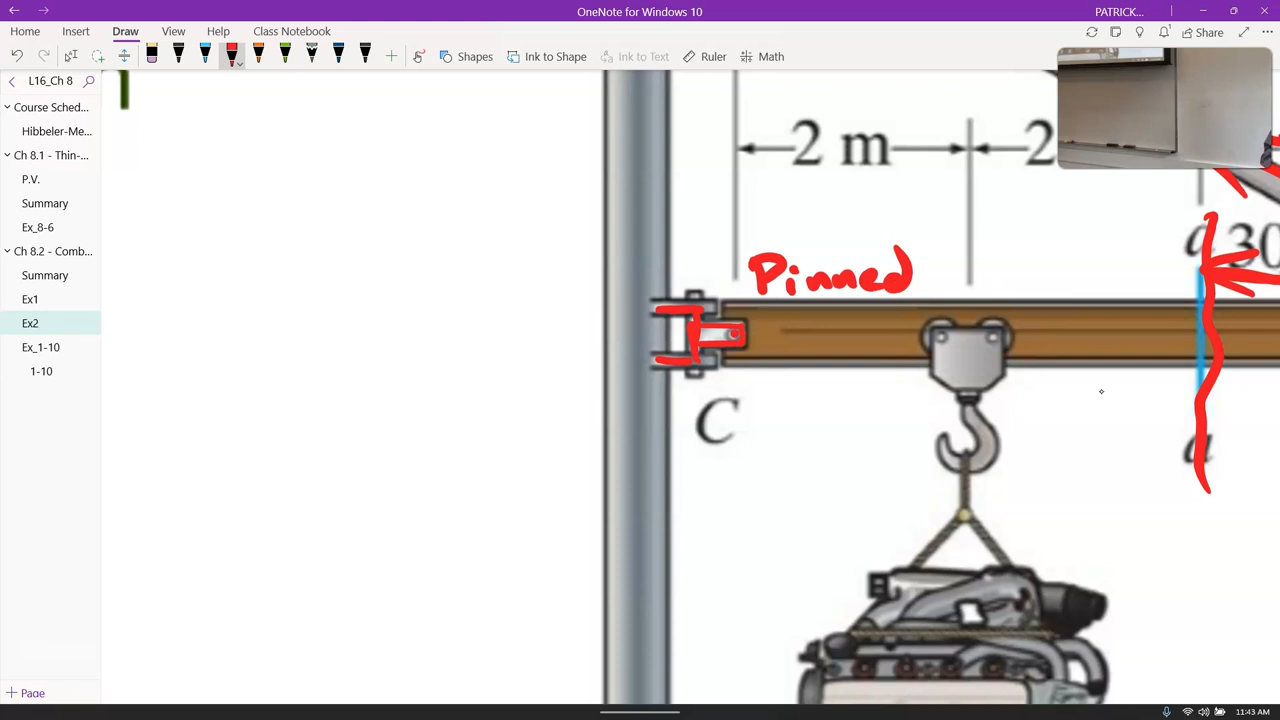 OneNote for Windows 10
PATRICK...
Home Insert Draw View Help Class Notebook
Share
Shapes Ink to Shape Ink to Text Ruler Math
L16_Ch 8
Course Sched...
Hibbeler-Me...
Ch 8.1 - Thin-...
P.V.
Summary
Ex_8-6
Ch 8.2 - Comb...
Summary
Ex1
Ex2
Ex_1-10
1-10
Page
2 m
2
Pinned
a
30
C
a
11:43 AM